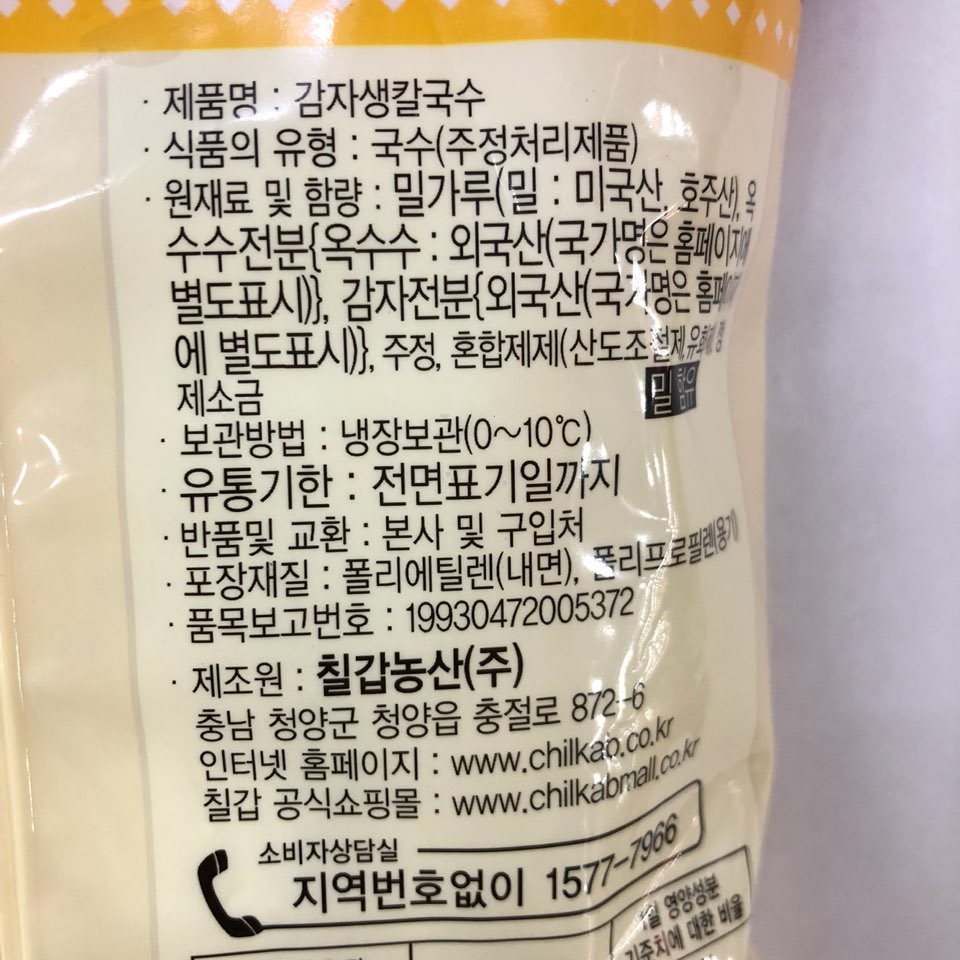 · 제품명 : 감자생칼국수
· 식품의 유형 : 국수(주정처리제품)
· 원재료 및 함량 : 밀가루(밀 : 미국산, 호주산), 옥
수수전분{옥수수 : 외국산(국가명은 홈페이지에
별도표시)}, 감자전분{외국산(국가명은 홈페이지
에 별도표시)}, 주정, 혼합제제(산도조절제, 유화제, 정
제소금
밀 함유
· 보관방법 : 냉장보관(0~10℃)
· 유통기한 : 전면표기일까지
· 반품및 교환 : 본사 및 구입처
· 포장재질 : 폴리에틸렌(내면), 폴리프로필렌(용기)
· 품목보고번호 : 19930472005372
· 제조원 : 칠갑농산(주)
충남 청양군 청양읍 충절로 872-6
인터넷 홈페이지 : www.chilkab.co.kr
칠갑 공식쇼핑몰 : www.chilkabmall.co.kr
소비자상담실
지역번호없이 1577-7966
영양성분
기준치에 대한 비율